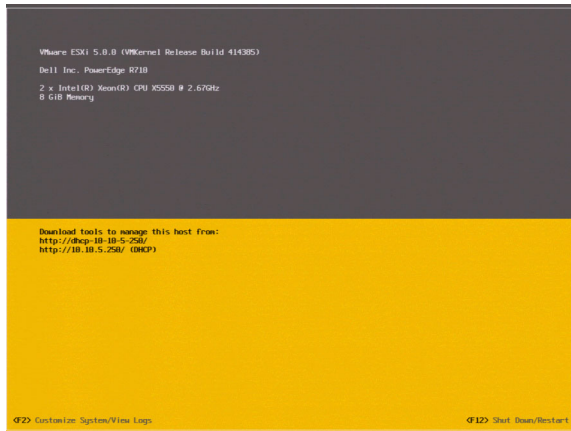 VMware ESXi 5.0.0 (VMKernel Release Build 414385)
Dell Inc. PowerEdge R710
2 x Intel(R) Xeon(R) CPU X5550 @ 2.67GHz
8 GiB Memory
Download tools to manage this host from:
http://dhcp-10-10-5-250/
http://10.10.5.250/ (DHCP)
<F2> Customize System/View Logs
<F12> Shut Down/Restart